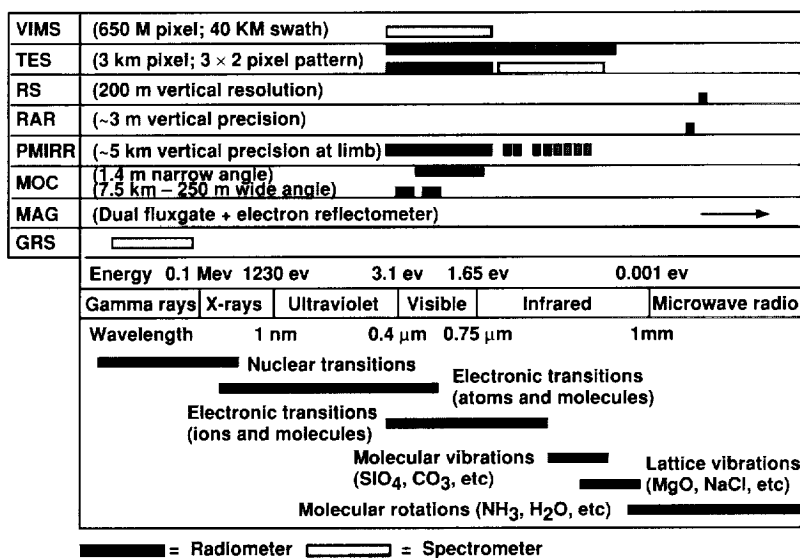 VIMS (650 M pixel; 40 KM swath)
TES (3 km pixel; 3 × 2 pixel pattern)
RS (200 m vertical resolution)
RAR (~3 m vertical precision)
PMIRR (~5 km vertical precision at limb)
MOC (1.4 m narrow angle)
(7.5 km – 250 m wide angle)
MAG (Dual fluxgate + electron reflectometer)
GRS
Energy 0.1 Mev 1230 ev 3.1 ev 1.65 ev 0.001 ev
Gamma rays X-rays Ultraviolet Visible Infrared Microwave radio
Wavelength 1 nm 0.4 μm 0.75 μm 1mm
Nuclear transitions
Electronic transitions
(atoms and molecules)
Electronic transitions
(ions and molecules)
Molecular vibrations
(SIO4, CO3, etc)
Lattice vibrations
(MgO, NaCl, etc)
Molecular rotations (NH3, H2O, etc)
= Radiometer = Spectrometer